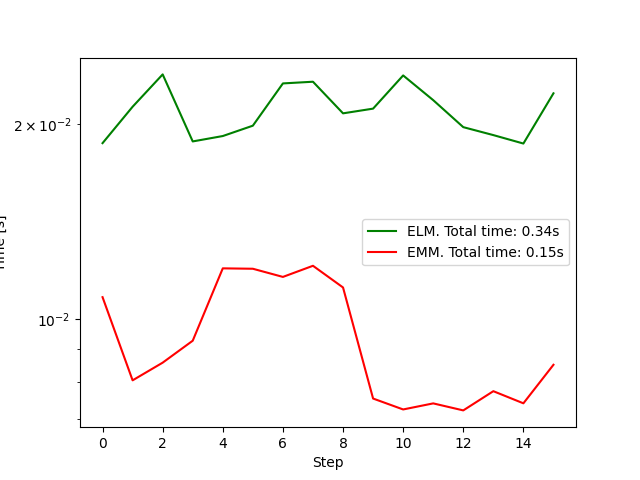 2 × 10⁻²
10⁻²
Time [s]
ELM. Total time: 0.34s
EMM. Total time: 0.15s
0 2 4 6 8 10 12 14
Step